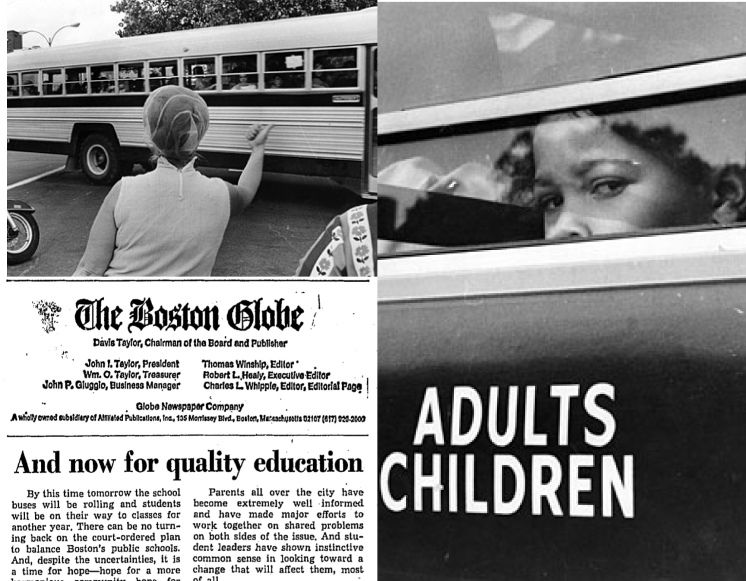 The Boston Globe
Davis Taylor, Chairman of the Board and Publisher
John I. Taylor, President
Wm. O. Taylor, Treasurer
John P. Giuggio, Business Manager
Thomas Winship, Editor
Robert L. Healy, Executive Editor
Charles L. Whipple, Editor, Editorial Page
Globe Newspaper Company
A wholly owned subsidiary of Affiliated Publications, Inc., 135 Morrissey Blvd., Boston, Massachusetts 02107 (617) 929-2000
And now for quality education
By this time tomorrow the school
buses will be rolling and students
will be on their way to classes for
another year. There can be no turn-
ing back on the court-ordered plan
to balance Boston's public schools.
And, despite the uncertainties, it is
a time for hope—hope for a more
Parents all over the city have
become extremely well informed
and have made major efforts to
work together on shared problems
on both sides of the issue. And stu-
dent leaders have shown instinctive
common sense in looking toward a
change that will affect them, most
of all
ADULTS
CHILDREN